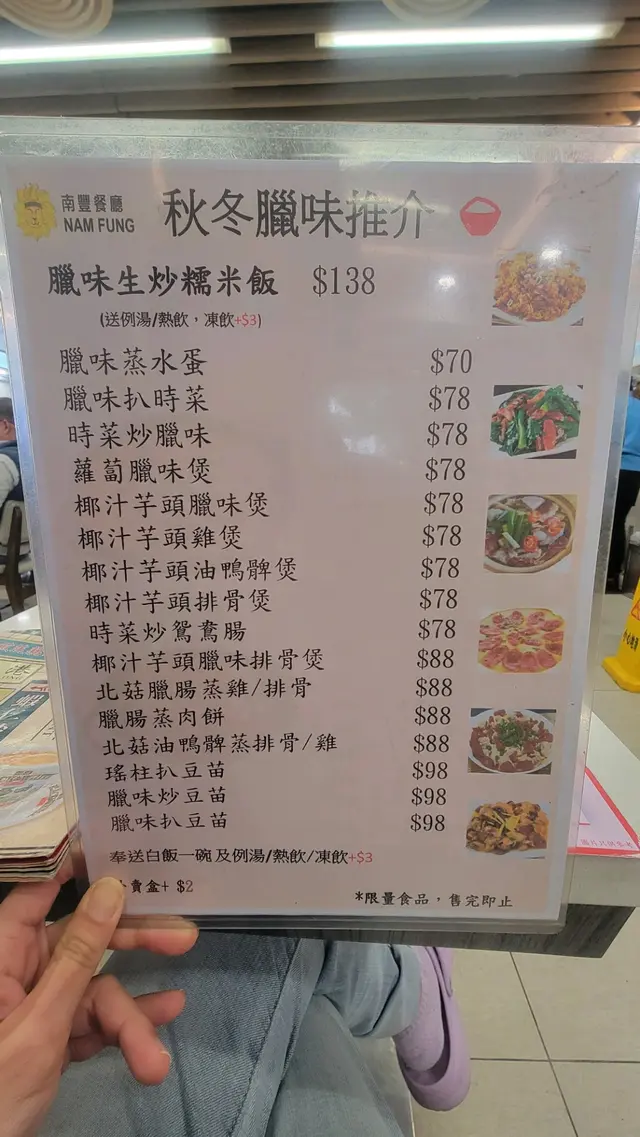 南豐餐廳
NAM FUNG
秋冬臘味推介
臘味生炒糯米飯 $138
(送例湯/熱飲，凍飲+$3)
臘味蒸水蛋 $70
臘味扒時菜 $78
時菜炒臘味 $78
蘿蔔臘味煲 $78
椰汁芋頭臘味煲 $78
椰汁芋頭雞煲 $78
椰汁芋頭油鴨髀煲 $78
椰汁芋頭排骨煲 $78
時菜炒鴛鴦腸 $78
椰汁芋頭臘味排骨煲 $88
北菇臘腸蒸雞/排骨 $88
臘腸蒸肉餅 $88
北菇油鴨髀蒸排骨/雞 $88
瑤柱扒豆苗 $98
臘味炒豆苗 $98
臘味扒豆苗 $98
奉送白飯一碗及例湯/熱飲/凍飲+$3
賣盒+ $2
*限量食品，售完即止